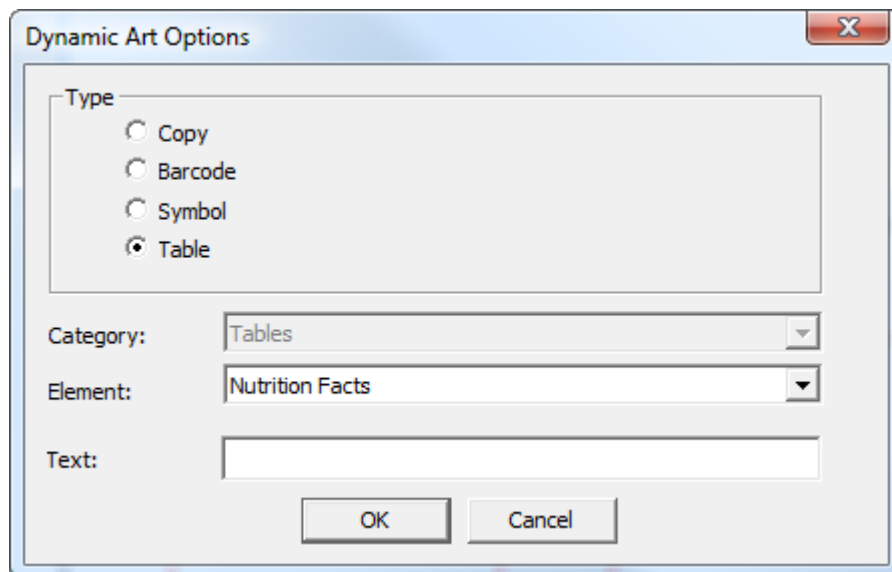 Dynamic Art Options
Type
Copy
Barcode
Symbol
Table
Category: Tables
Element: Nutrition Facts
Text:
OK Cancel